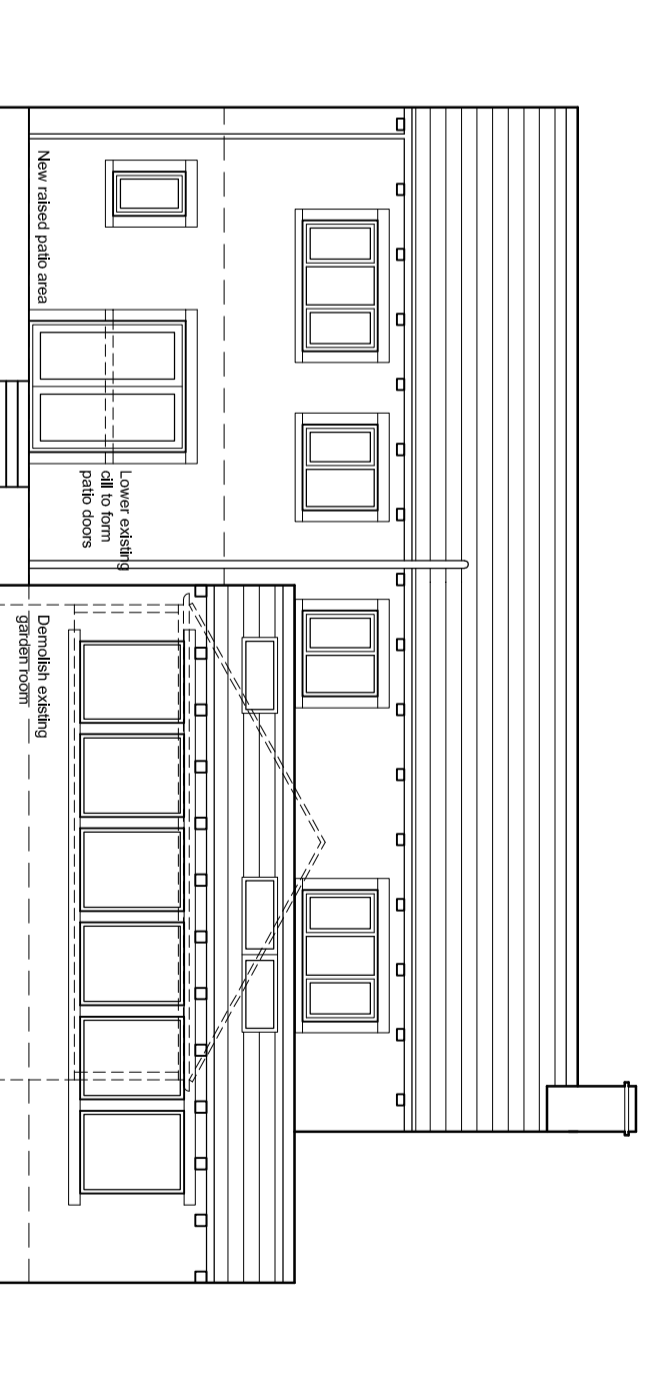 New raised patio area
Lower existing
cill to form
patio doors
Demolish existing
garden room